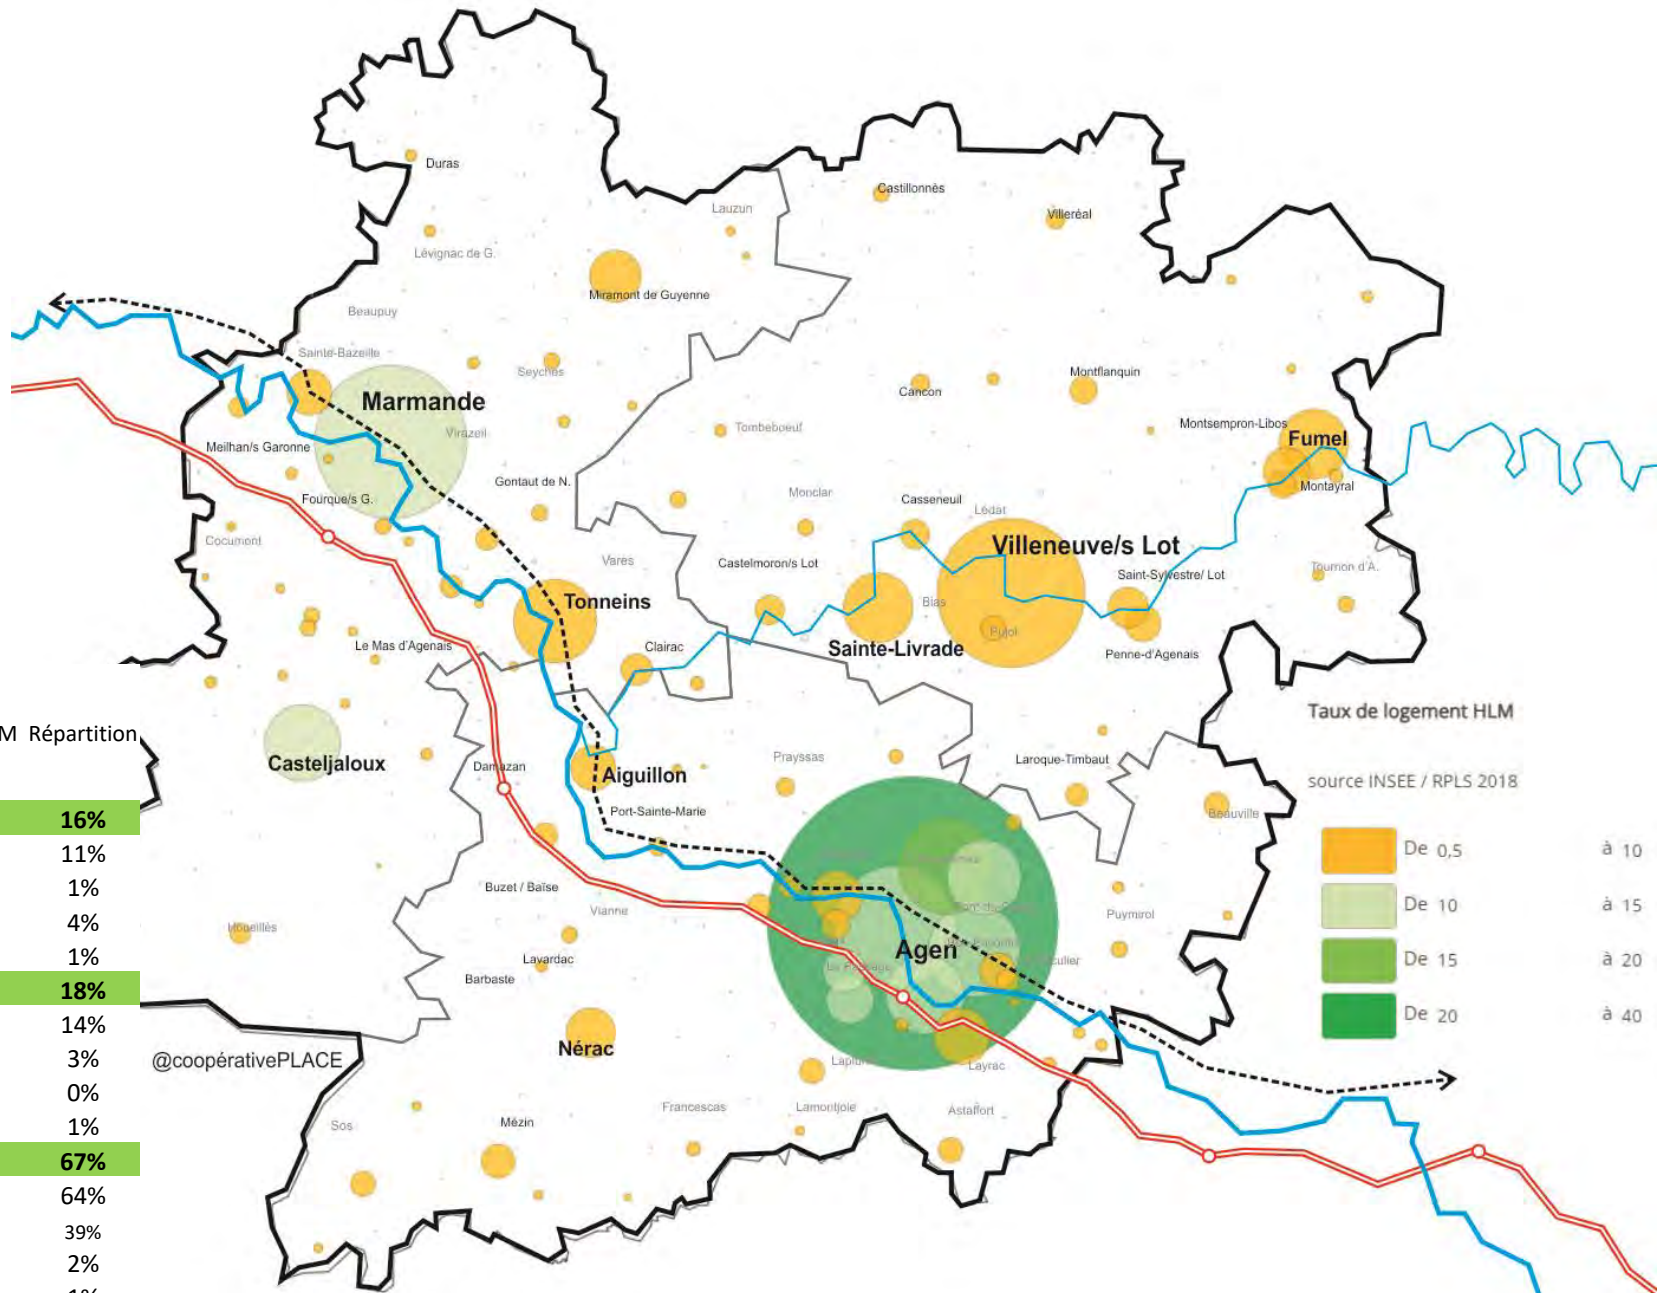 Duras
Castillonnès
Lauzun
Villeréal
Lévignac de G.
Miramont de Guyenne
Beaupuy
Sainte-Bazeille
Seyches
Montflanquin
Cancon
Marmande
Virazeil
Tombeboeuf
Montsempron-Libos
Fumel
Meilhan/s Garonne
Gontaut de N.
Monclar
Casseneuil
Montayral
Fourque/s G.
Lédat
Cocumont
Villeneuve/s Lot
Vares
Castelmoron/s Lot
Saint-Sylvestre/ Lot
Tournon d'A.
Tonneins
Bias
Pujol
Le Mas d'Agenais
Clairac
Sainte-Livrade
Penne-d'Agenais
Taux de logement HLM
M Répartition
Casteljaloux
Damazan
Aiguillon
Prayssas
Laroque-Timbaut
source INSEE / RPLS 2018
Port-Sainte-Marie
Beauville
16%
11%
1%
4%
1%
18%
14%
3%
0%
1%
67%
64%
39%
2%
1%
De 0,5 à 10
De 10 à 15
De 15 à 20
De 20 à 40
Buzet / Baïse
Vianne
Puymirol
Houeillès
Agen
Lavardac
Barbaste
Le Passage
Nérac
@coopérativePLACE
Layrac
Francescas
Lamontjoie
Astaffort
Sos
Mézin